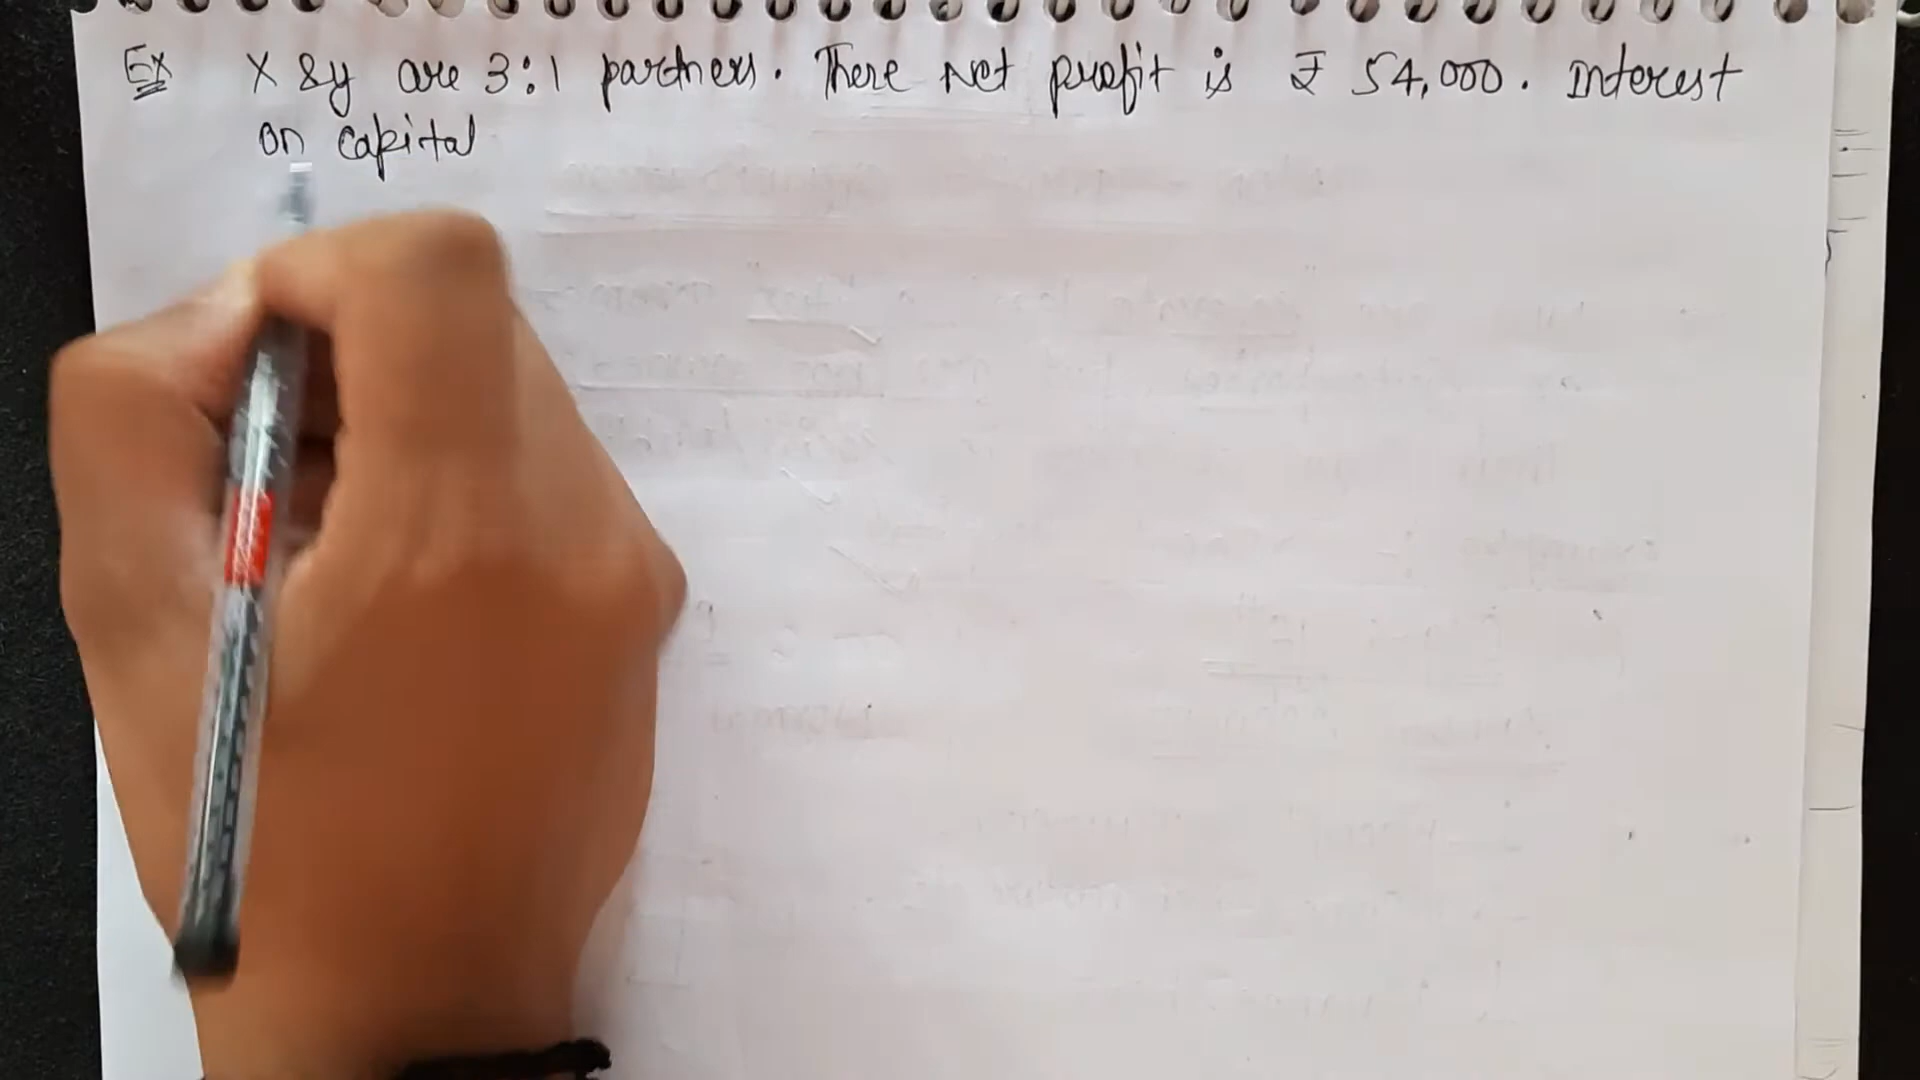 Ex X & y are 3:1 partners. There Net profit is ₹ 54,000. Interest
on capital